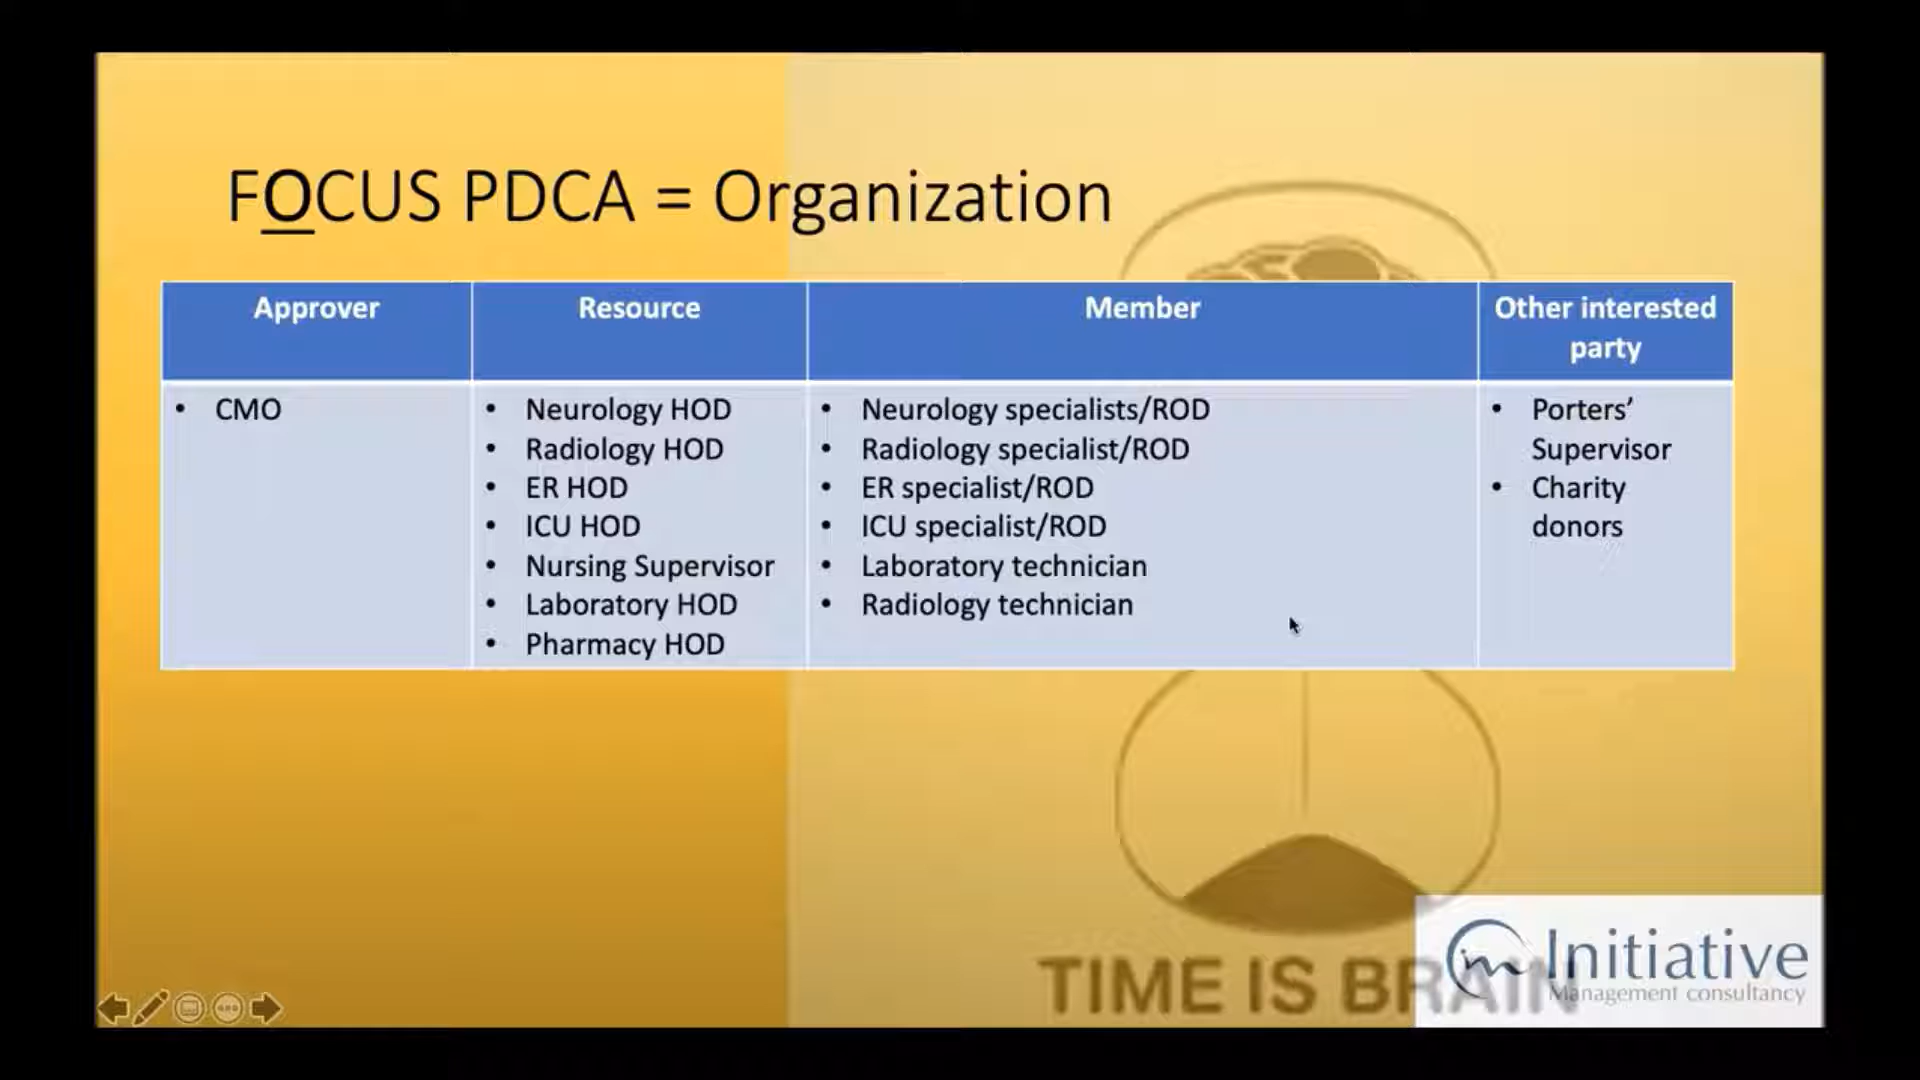 FOCUS PDCA = Organization
Approver
Resource
Member
Other interested
party
• CMO
• Neurology HOD
• Radiology HOD
• ER HOD
• ICU HOD
• Nursing Supervisor
• Laboratory HOD
• Pharmacy HOD
• Neurology specialists/ROD
• Radiology specialist/ROD
• ER specialist/ROD
• ICU specialist/ROD
• Laboratory technician
• Radiology technician
• Porters’
Supervisor
• Charity
donors
TIME IS BRAIN
Initiative
Management consultancy